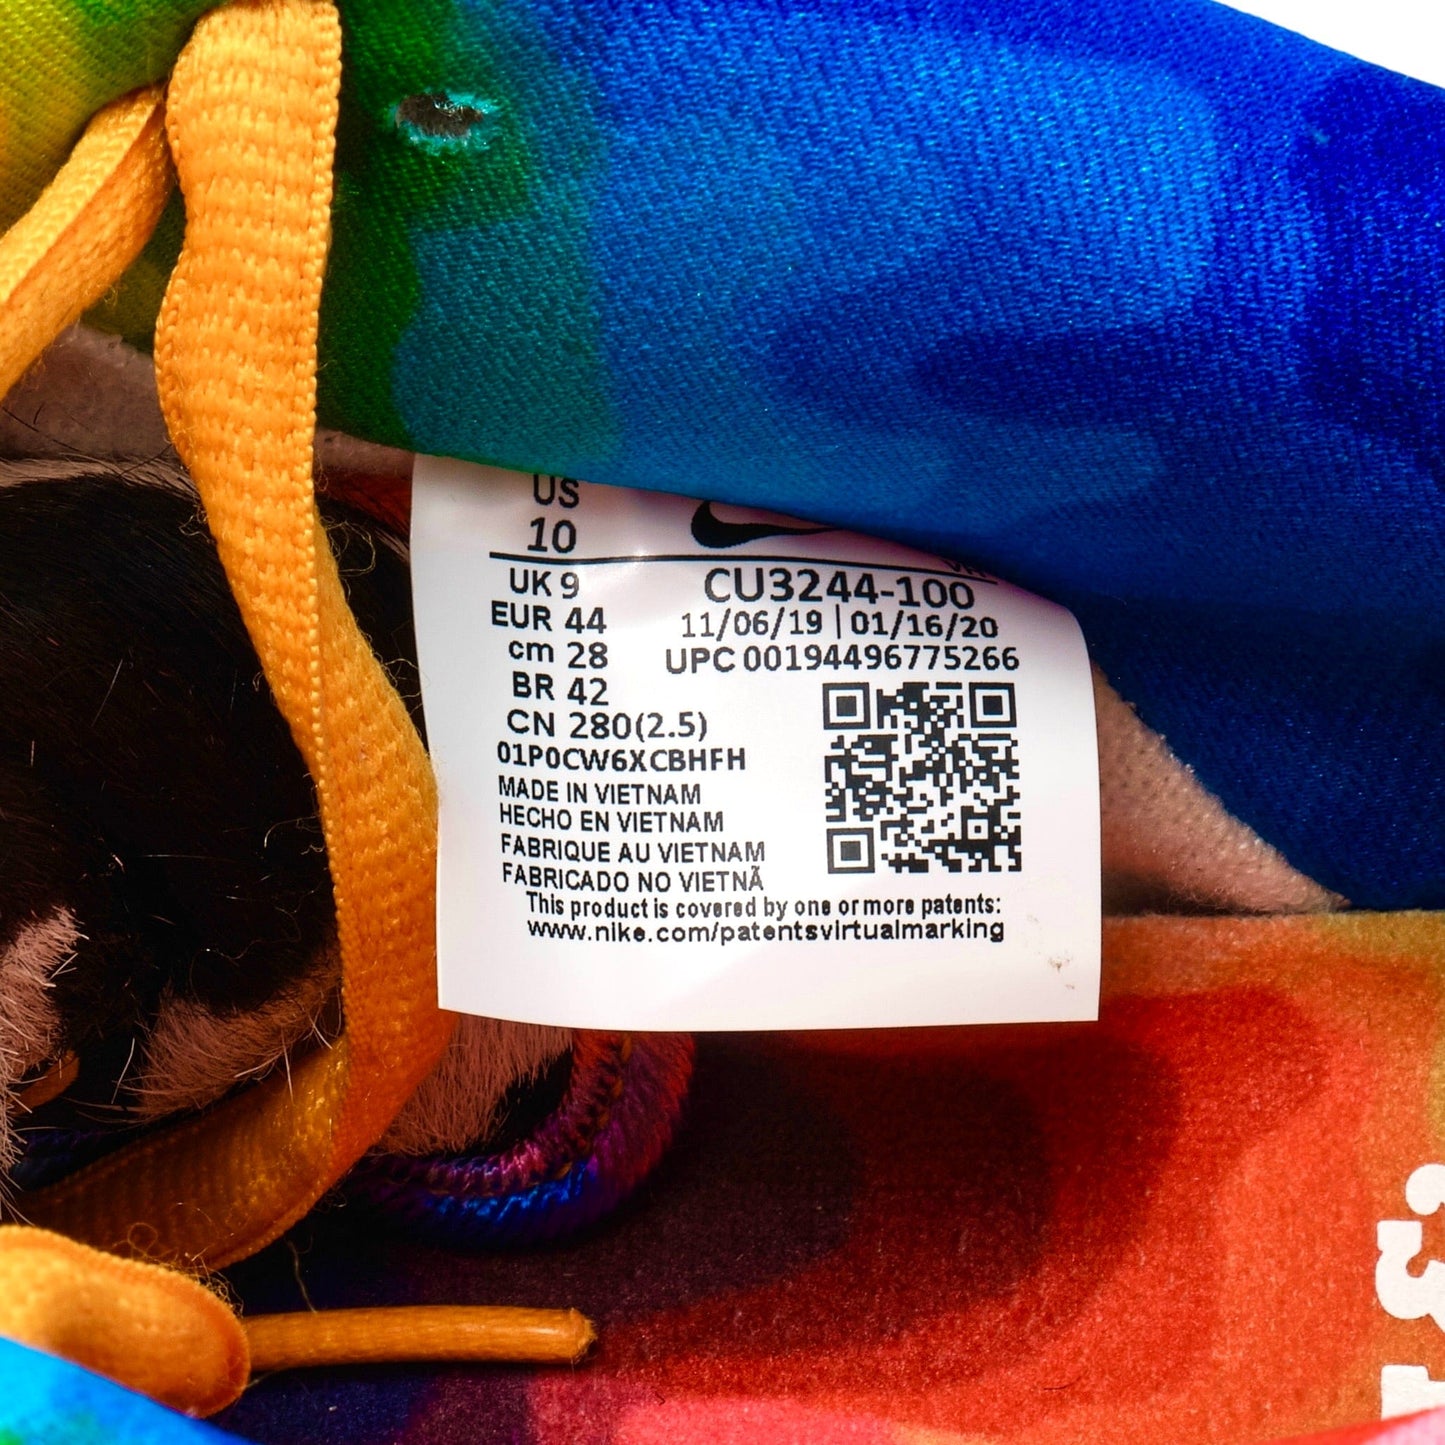 US
10
UK 9
EUR 44
cm 28
BR 42
CN 280(2.5)
01P0CW6XCBHFH
CU3244-100
11/06/19 | 01/16/20
UPC 00194496775266
MADE IN VIETNAM
HECHO EN VIETNAM
FABRIQUE AU VIETNAM
FABRICADO NO VIETNÃ
This product is covered by one or more patents:
www.nike.com/patentsvirtualmarking